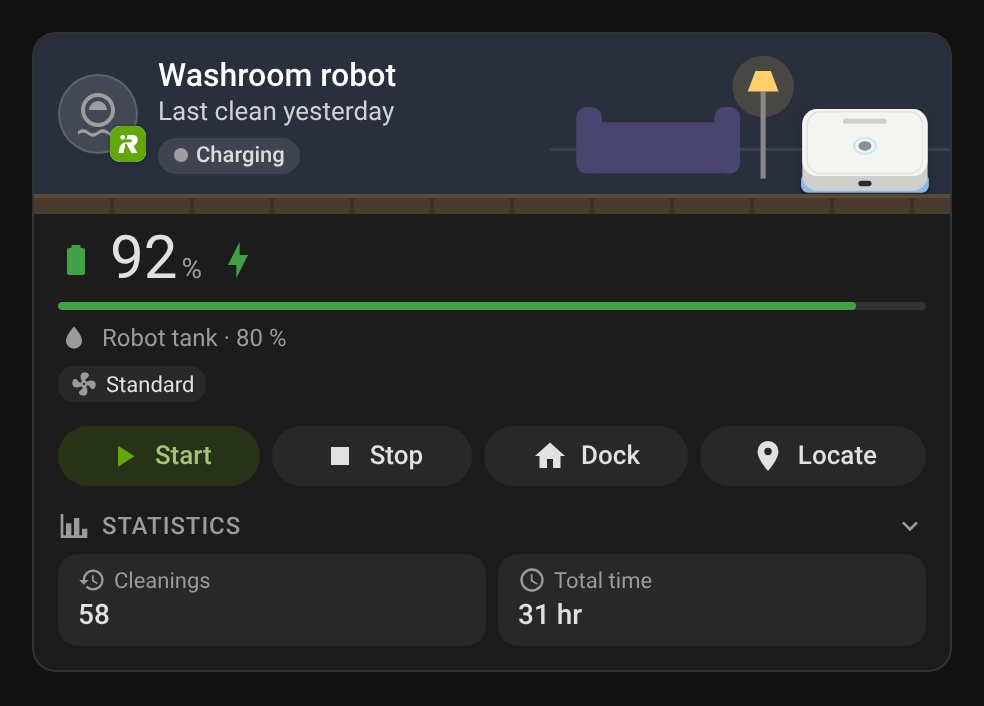 Washroom robot
Last clean yesterday
Charging
92 %
Robot tank · 80 %
Standard
Start
Stop
Dock
Locate
STATISTICS
Cleanings
58
Total time
31 hr